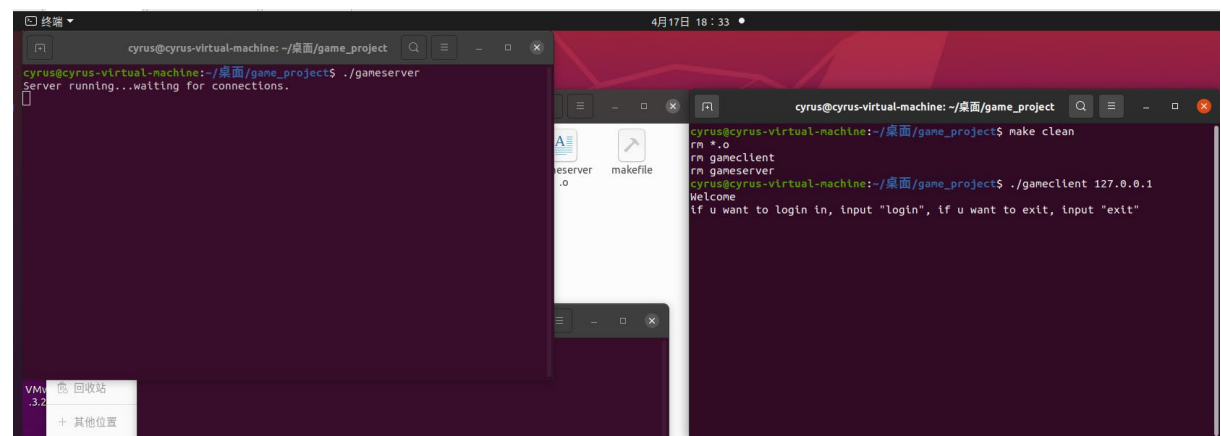 终端
4月17日 18：33
cyrus@cyrus-virtual-machine: ~/桌面/game_project
cyrus@cyrus-virtual-machine:~/桌面/game_project$ ./gameserver
Server running...waiting for connections.
eserver
.o
makefile
cyrus@cyrus-virtual-machine: ~/桌面/game_project
cyrus@cyrus-virtual-machine:~/桌面/game_project$ make clean
rm *.o
rm gameclient
rm gameserver
cyrus@cyrus-virtual-machine:~/桌面/game_project$ ./gameclient 127.0.0.1
Welcome
if u want to login in, input "login", if u want to exit, input "exit"
VMw
.3.2
回收站
+ 其他位置